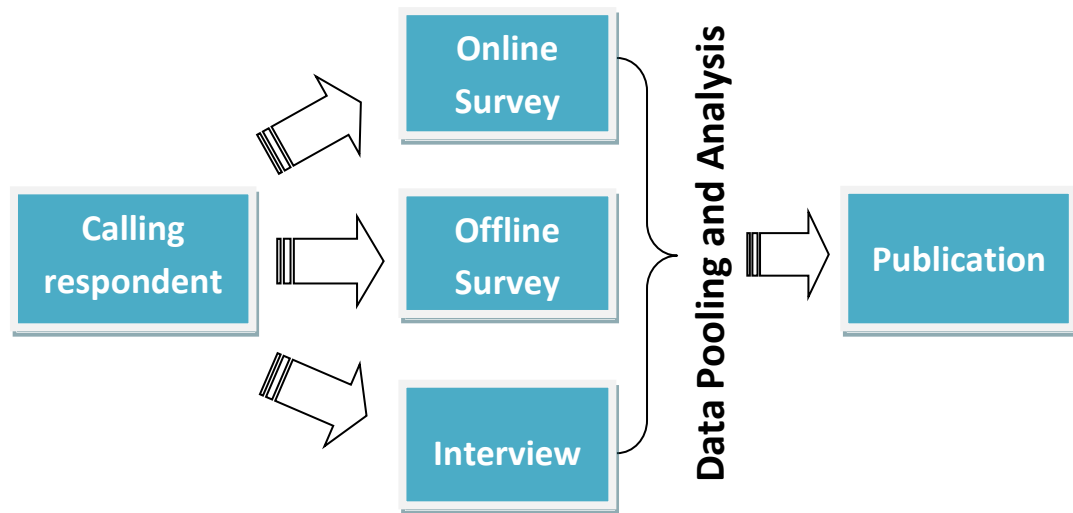 Calling
respondent
Online
Survey
Offline
Survey
Interview
Data Pooling and Analysis
Publication